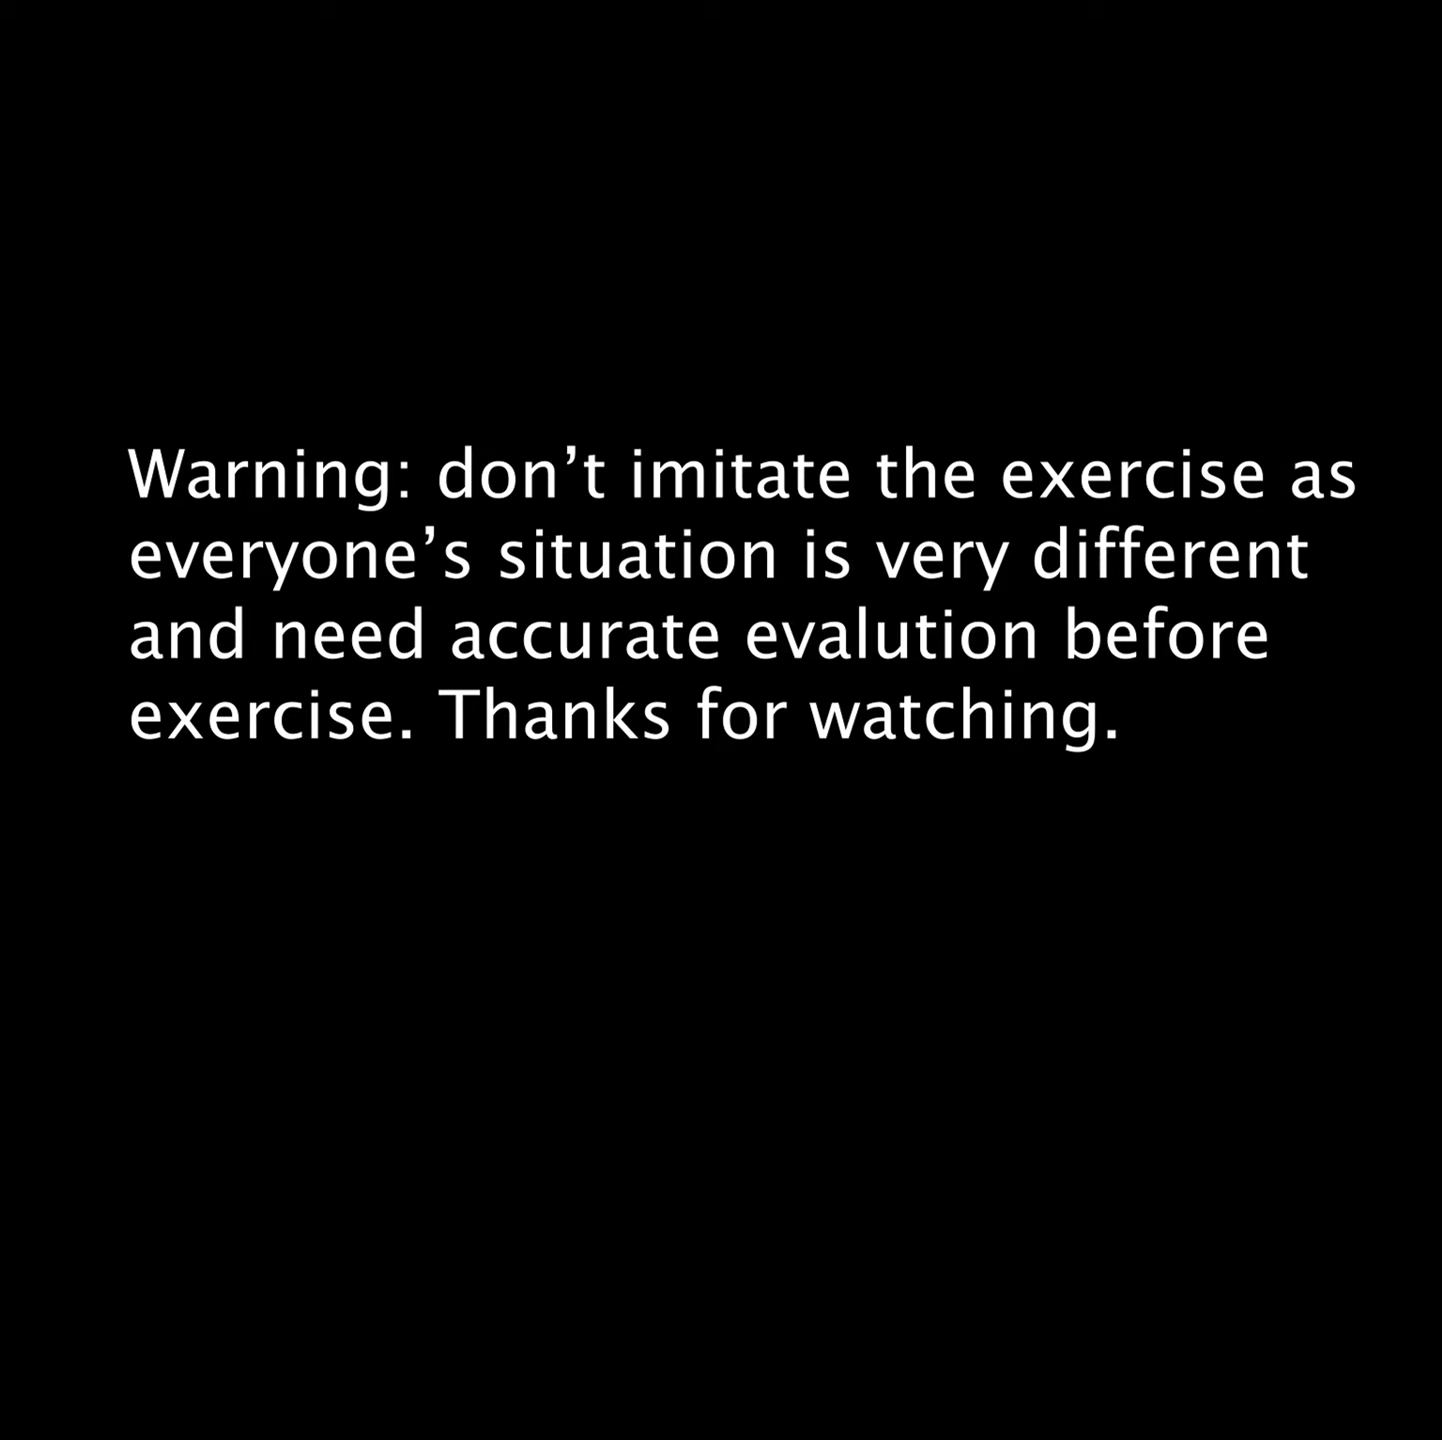 Warning: don’t imitate the exercise as
everyone’s situation is very different
and need accurate evalution before
exercise. Thanks for watching.